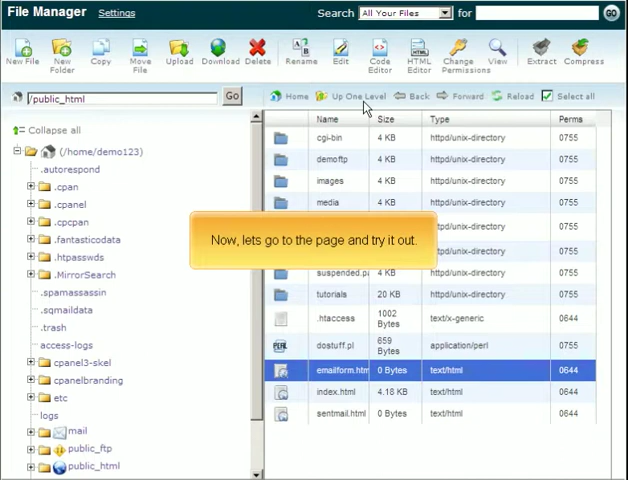 File Manager Settings Search All Your Files for GO
New File New Folder Copy Move File Upload Download Delete Rename Edit Code Editor HTML Editor Change Permissions View Extract Compress
/public_html Go Home Up One Level Back Forward Reload Select all
Collapse all
(/home/demo123)
.autorespond
.cpan
.cpanel
.cpcpan
.fantasticodata
.htpasswds
.MirrorSearch
.spamassassin
.sqmaildata
.trash
access-logs
cpanel3-skel
cpanelbranding
etc
logs
mail
public_ftp
public_html
Name Size Type Perms
cgi-bin 4 KB httpd/unix-directory 0755
demoftp 4 KB httpd/unix-directory 0755
images 4 KB httpd/unix-directory 0755
media 4 KB httpd/unix-directory 0755
httpd/unix-directory 0755
Now, lets go to the page and try it out.
httpd/unix-directory 0755
suspended.pa 4 KB httpd/unix-directory 0755
tutorials 20 KB httpd/unix-directory 0755
.htaccess 1002 Bytes text/x-generic 0644
PERL dostuff.pl 659 Bytes application/perl 0755
emailform.htm 0 Bytes text/html 0644
index.html 4.18 KB text/html 0644
sentmail.html 0 Bytes text/html 0644